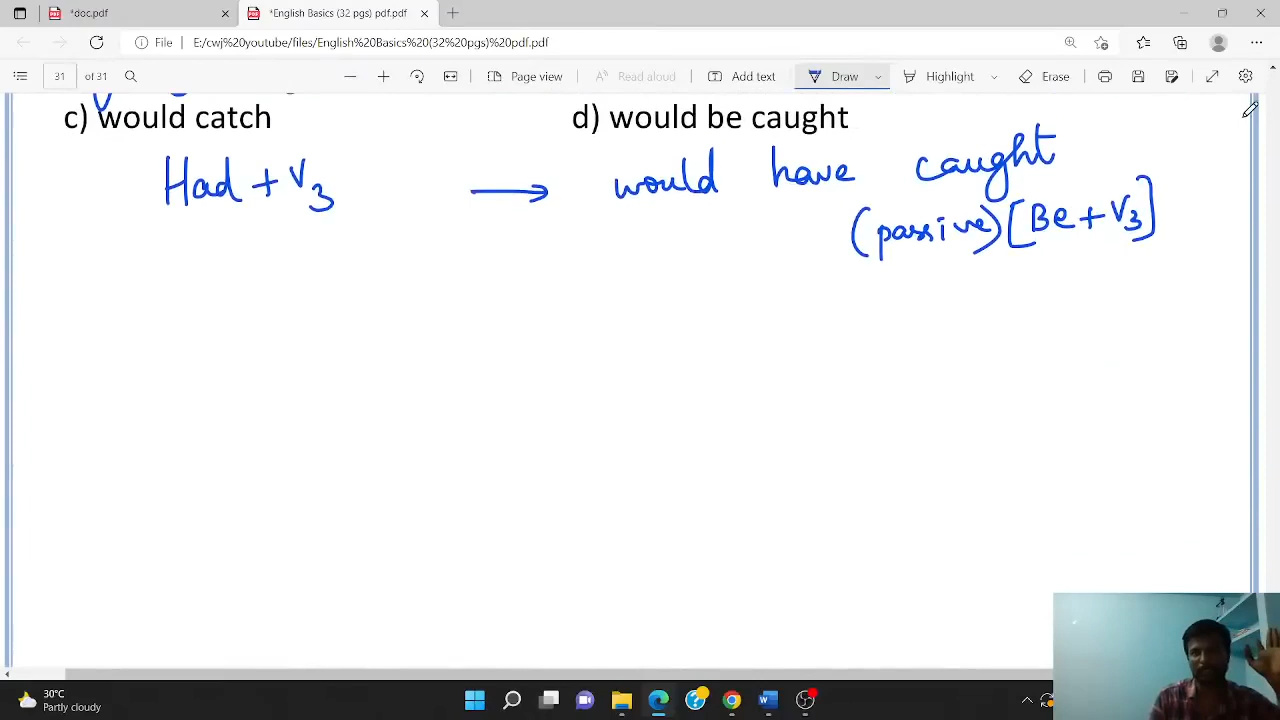 *doc.pdf
*English Basics (32 pgs) pdf.pdf
File
E:/cwj%20youtube/files/English%20Basics%20(32%20pgs)%20pdf.pdf
31 of 31
Page view
Read aloud
Add text
Draw
Highlight
Erase
c) would catch
d) would be caught
Had + V3 → would have caught
(passive) [Be + V3]
30°C
Partly cloudy